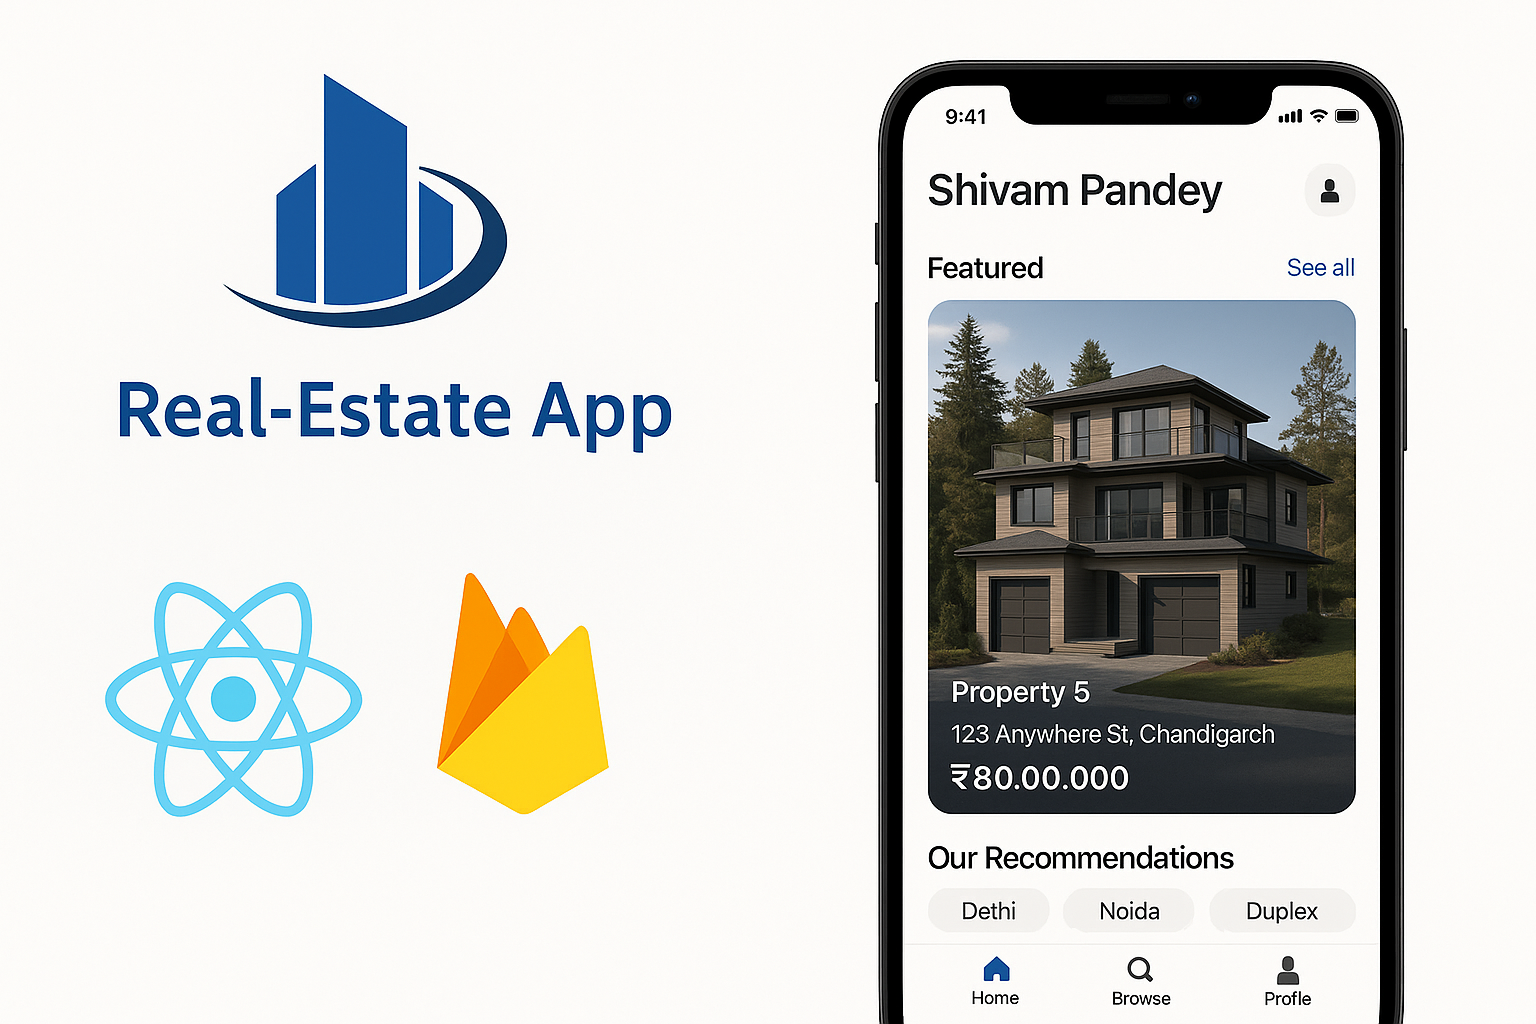 Real-Estate App
9:41
Shivam Pandey
Featured
See all
Property 5
123 Anywhere St, Chandigarch
₹80.00.000
Our Recommendations
Dethi
Noida
Duplex
Home
Browse
Profle